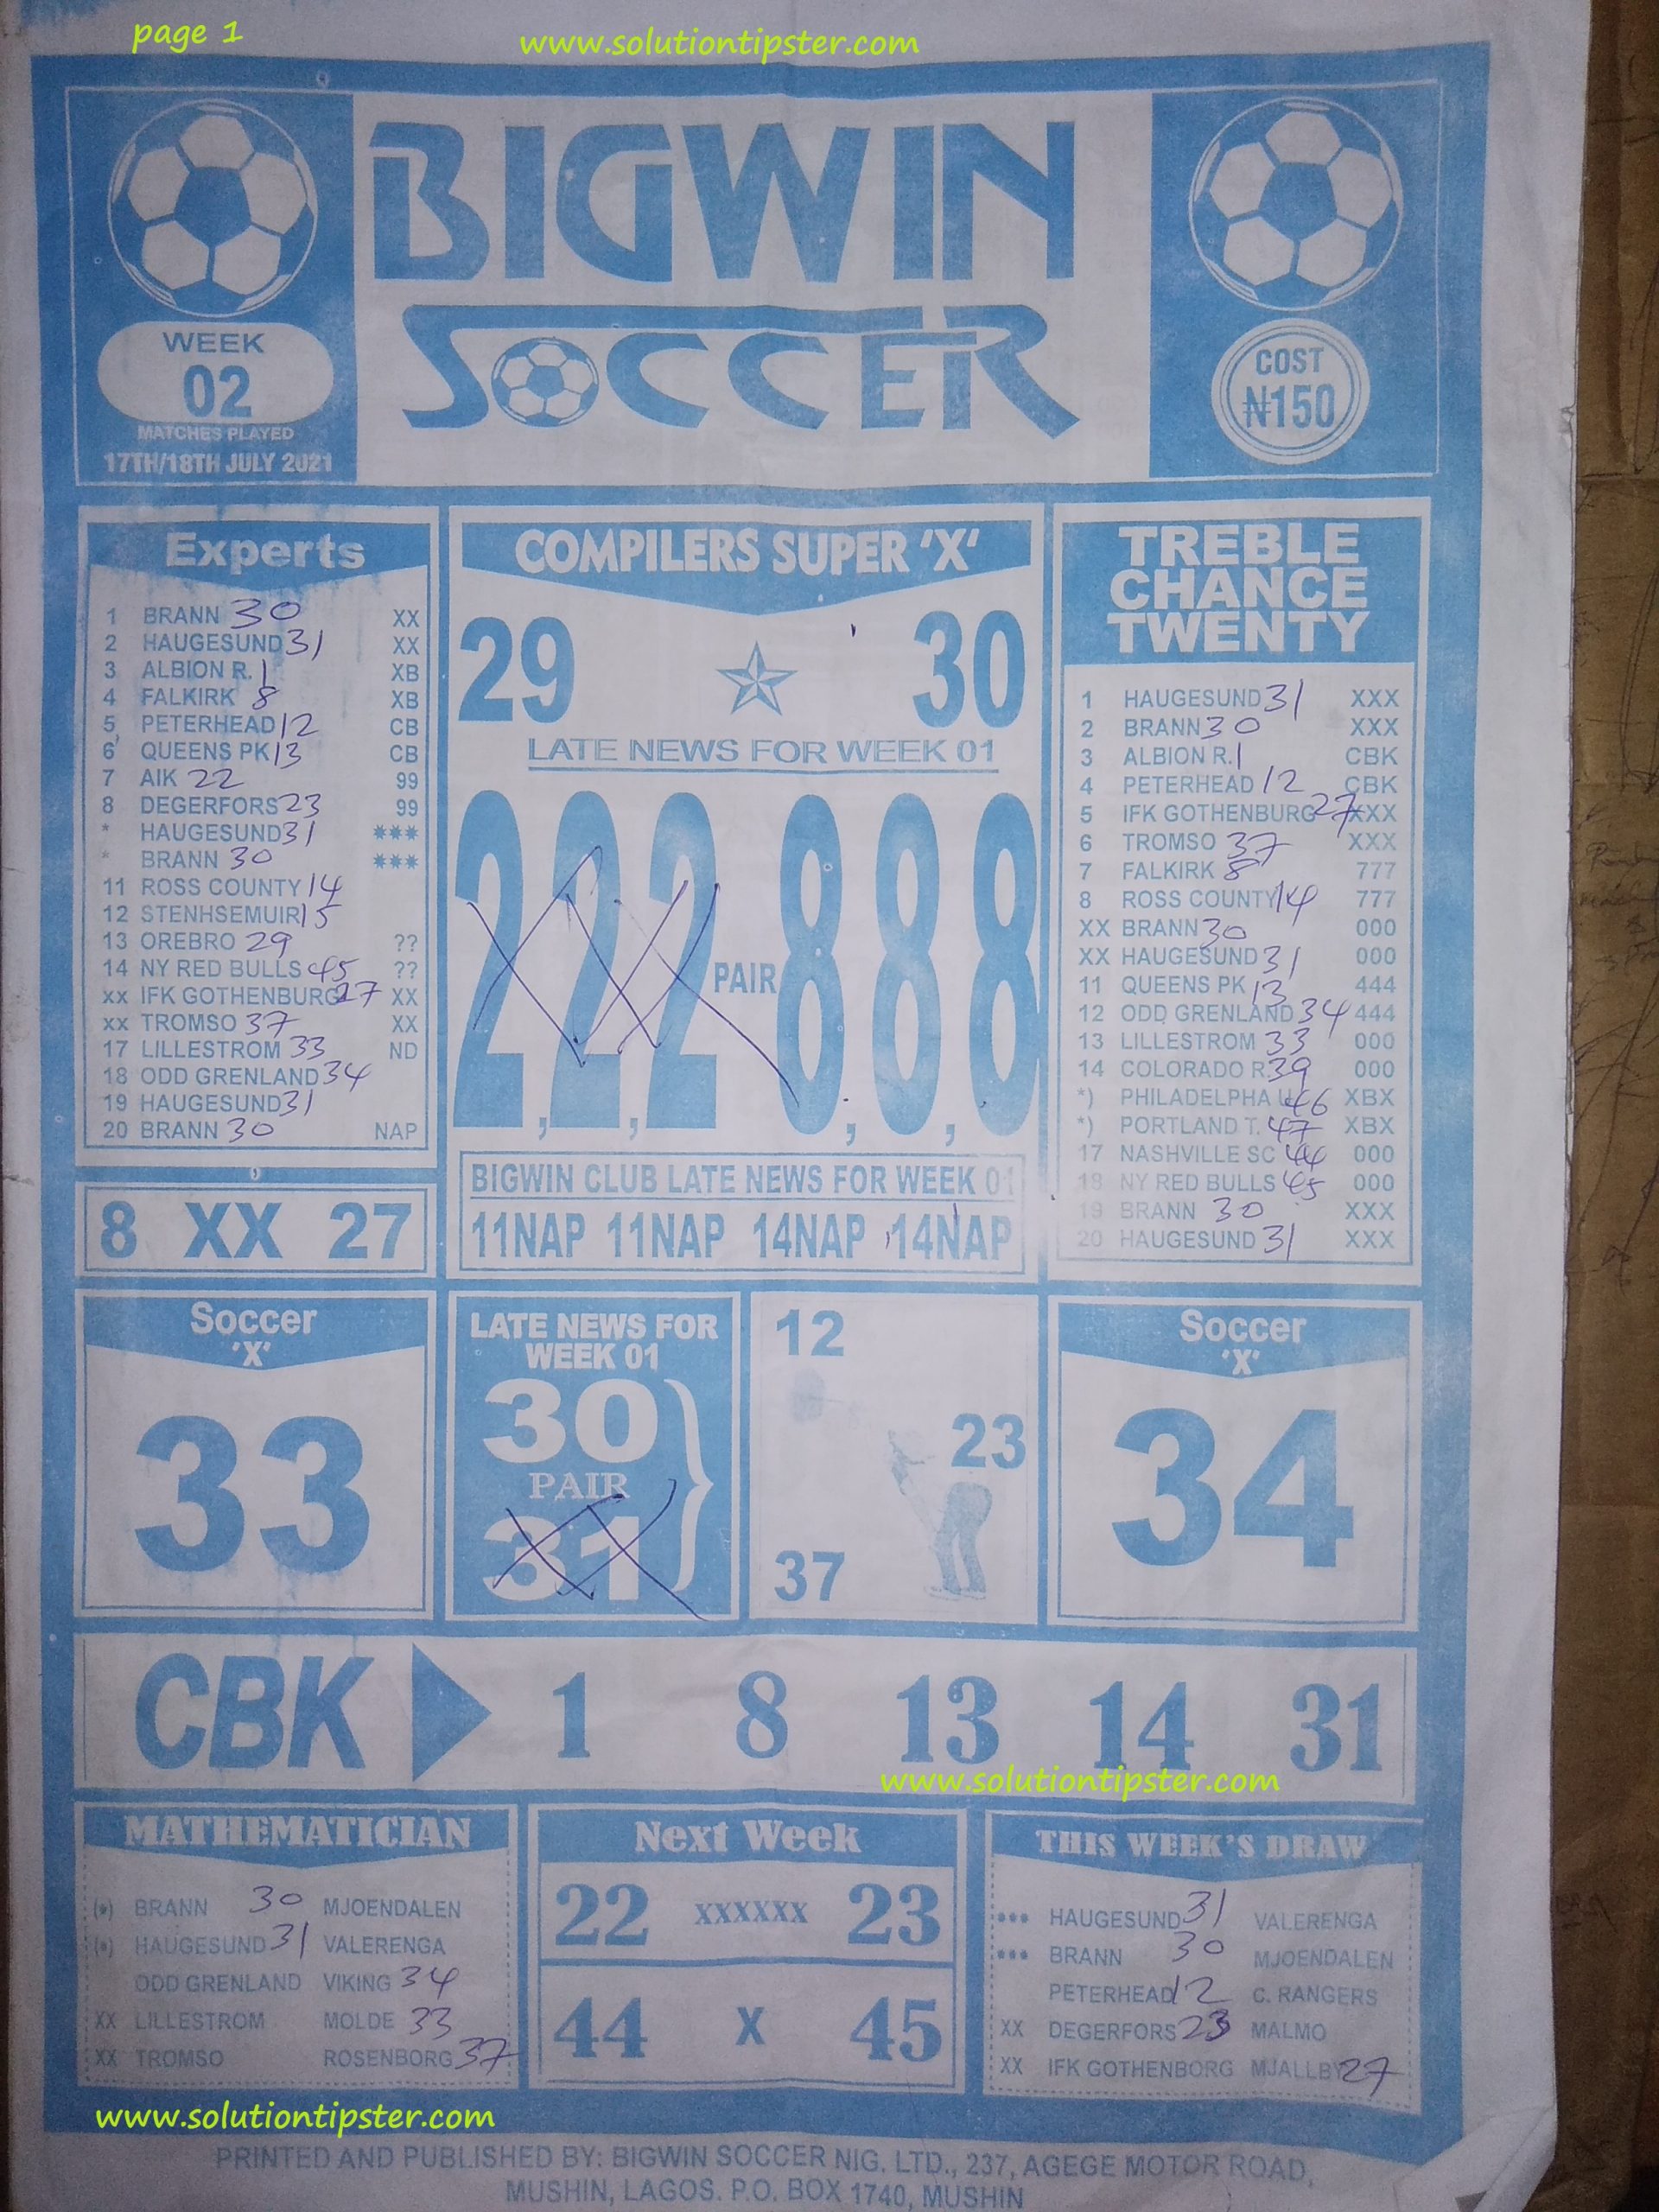 page 1
www.solutiontipster.com
BIGWIN
SOCCER
WEEK
02
MATCHES PLAYED
17TH/18TH JULY 2021
COST
₦150
Experts
1 BRANN 30 XX
2 HAUGESUND 31 XX
3 ALBION R. 1 XB
4 FALKIRK 8 XB
5 PETERHEAD 12 CB
6 QUEENS PK 13 CB
7 AIK 22 99
8 DEGERFORS 23 99
* HAUGESUND 31 ***
* BRANN 30 ***
11 ROSS COUNTY 14
12 STENHSEMUIR 15
13 OREBRO 29 ??
14 NY RED BULLS 45 ??
xx IFK GOTHENBURG 27 XX
xx TROMSO 37 XX
17 LILLESTROM 33 ND
18 ODD GRENLAND 34
19 HAUGESUND 31
20 BRANN 30 NAP
8 XX 27
COMPILERS SUPER 'X'
29 30
LATE NEWS FOR WEEK 01
2,2,2 PAIR 8,8,8
BIGWIN CLUB LATE NEWS FOR WEEK 01
11NAP 11NAP 14NAP 14NAP
TREBLE
CHANCE
TWENTY
1 HAUGESUND 31 XXX
2 BRANN 30 XXX
3 ALBION R. 1 CBK
4 PETERHEAD 12 CBK
5 IFK GOTHENBURG 27 XXX
6 TROMSO 37 XXX
7 FALKIRK 8 777
8 ROSS COUNTY 14 777
XX BRANN 30 000
XX HAUGESUND 31 000
11 QUEENS PK 13 444
12 ODD GRENLAND 34 444
13 LILLESTROM 33 000
14 COLORADO R. 39 000
*) PHILADELPHA U. 46 XBX
*) PORTLAND T. 47 XBX
17 NASHVILLE SC 44 000
18 NY RED BULLS 45 000
19 BRANN 30 XXX
20 HAUGESUND 31 XXX
Soccer
'X'
33
LATE NEWS FOR
WEEK 01
30
PAIR
31
12
23
37
Soccer
'X'
34
CBK 1 8 13 14 31
www.solutiontipster.com
MATHEMATICIAN
(*) BRANN 30 MJOENDALEN
(*) HAUGESUND 31 VALERENGA
ODD GRENLAND VIKING 34
XX LILLESTROM MOLDE 33
XX TROMSO ROSENBORG 37
Next Week
22 XXXXXX 23
44 X 45
THIS WEEK'S DRAW
*** HAUGESUND 31 VALERENGA
*** BRANN 30 MJOENDALEN
PETERHEAD 12 C. RANGERS
XX DEGERFORS 23 MALMO
XX IFK GOTHENBORG MJALLBY 27
www.solutiontipster.com
PRINTED AND PUBLISHED BY: BIGWIN SOCCER NIG. LTD., 237, AGEGE MOTOR ROAD,
MUSHIN, LAGOS. P.O. BOX 1740, MUSHIN